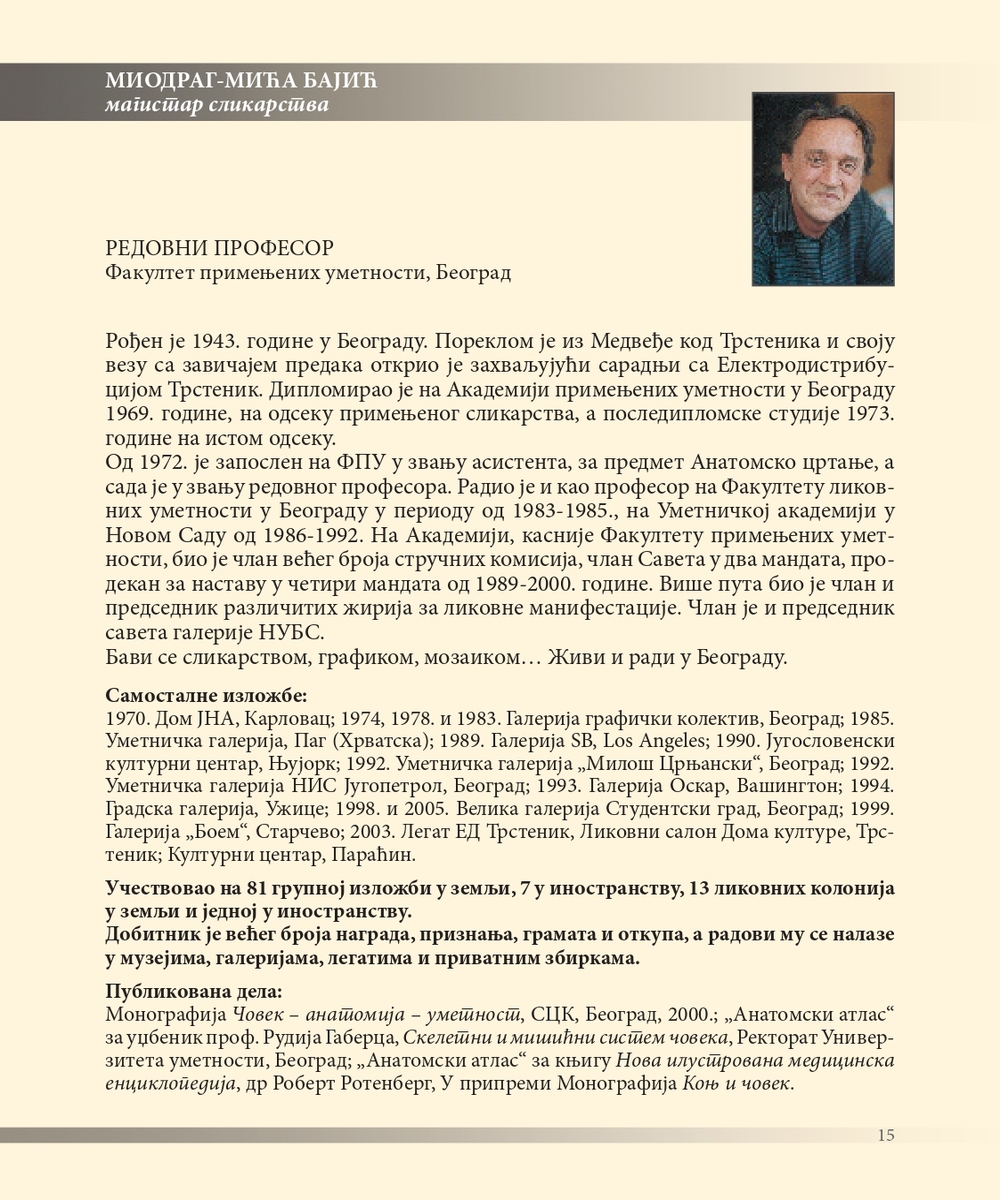 МИОДРАГ-МИЋА БАЈИЋ
магистар сликарства
РЕДОВНИ ПРОФЕСОР
Факултет примењених уметности, Београд
Рођен је 1943. године у Београду. Пореклом је из Медвеђе код Трстеника и своју
везу са завичајем предака открио је захваљујући сарадњи са Електродистрибу-
цијом Трстеник. Дипломирао је на Академији примењених уметности у Београду
1969. године, на одсеку примењеног сликарства, а последипломске студије 1973.
године на истом одсеку.
Од 1972. је запослен на ФПУ у звању асистента, за предмет Анатомско цртање, а
сада је у звању редовног професора. Радио је и као професор на Факултету ликов-
них уметности у Београду у периоду од 1983-1985., на Уметничкој академији у
Новом Саду од 1986-1992. На Академији, касније Факултету примењених умет-
ности, био је члан већег броја стручних комисија, члан Савета у два мандата, про-
декан за наставу у четири мандата од 1989-2000. године. Више пута био је члан и
председник различитих жирија за ликовне манифестације. Члан је и председник
савета галерије НУБС.
Бави се сликарством, графиком, мозаиком… Живи и ради у Београду.
Самосталне изложбе:
1970. Дом ЈНА, Карловац; 1974, 1978. и 1983. Галерија графички колектив, Београд; 1985.
Уметничка галерија, Паг (Хрватска); 1989. Галерија SB, Los Angeles; 1990. Југословенски
културни центар, Њујорк; 1992. Уметничка галерија „Милош Црњански“, Београд; 1992.
Уметничка галерија НИС Југопетрол, Београд; 1993. Галерија Оскар, Вашингтон; 1994.
Градска галерија, Ужице; 1998. и 2005. Велика галерија Студентски град, Београд; 1999.
Галерија „Боем“, Старчево; 2003. Легат ЕД Трстеник, Ликовни салон Дома културе, Трс-
теник; Културни центар, Параћин.
Учествовао на 81 групној изложби у земљи, 7 у иностранству, 13 ликовних колонија
у земљи и једној у иностранству.
Добитник је већег броја награда, признања, грамата и откупа, а радови му се налазе
у музејима, галеријама, легатима и приватним збиркама.
Публикована дела:
Монографија Човек – анатомија – уметност, СЦК, Београд, 2000.; „Анатомски атлас“
за уџбеник проф. Рудија Габерца, Скелетни и мишићни систем човека, Ректорат Универ-
зитета уметности, Београд; „Анатомски атлас“ за књигу Нова илустрована медицинска
енциклопедија, др Роберт Ротенберг, У припреми Монографија Коњ и човек.
15